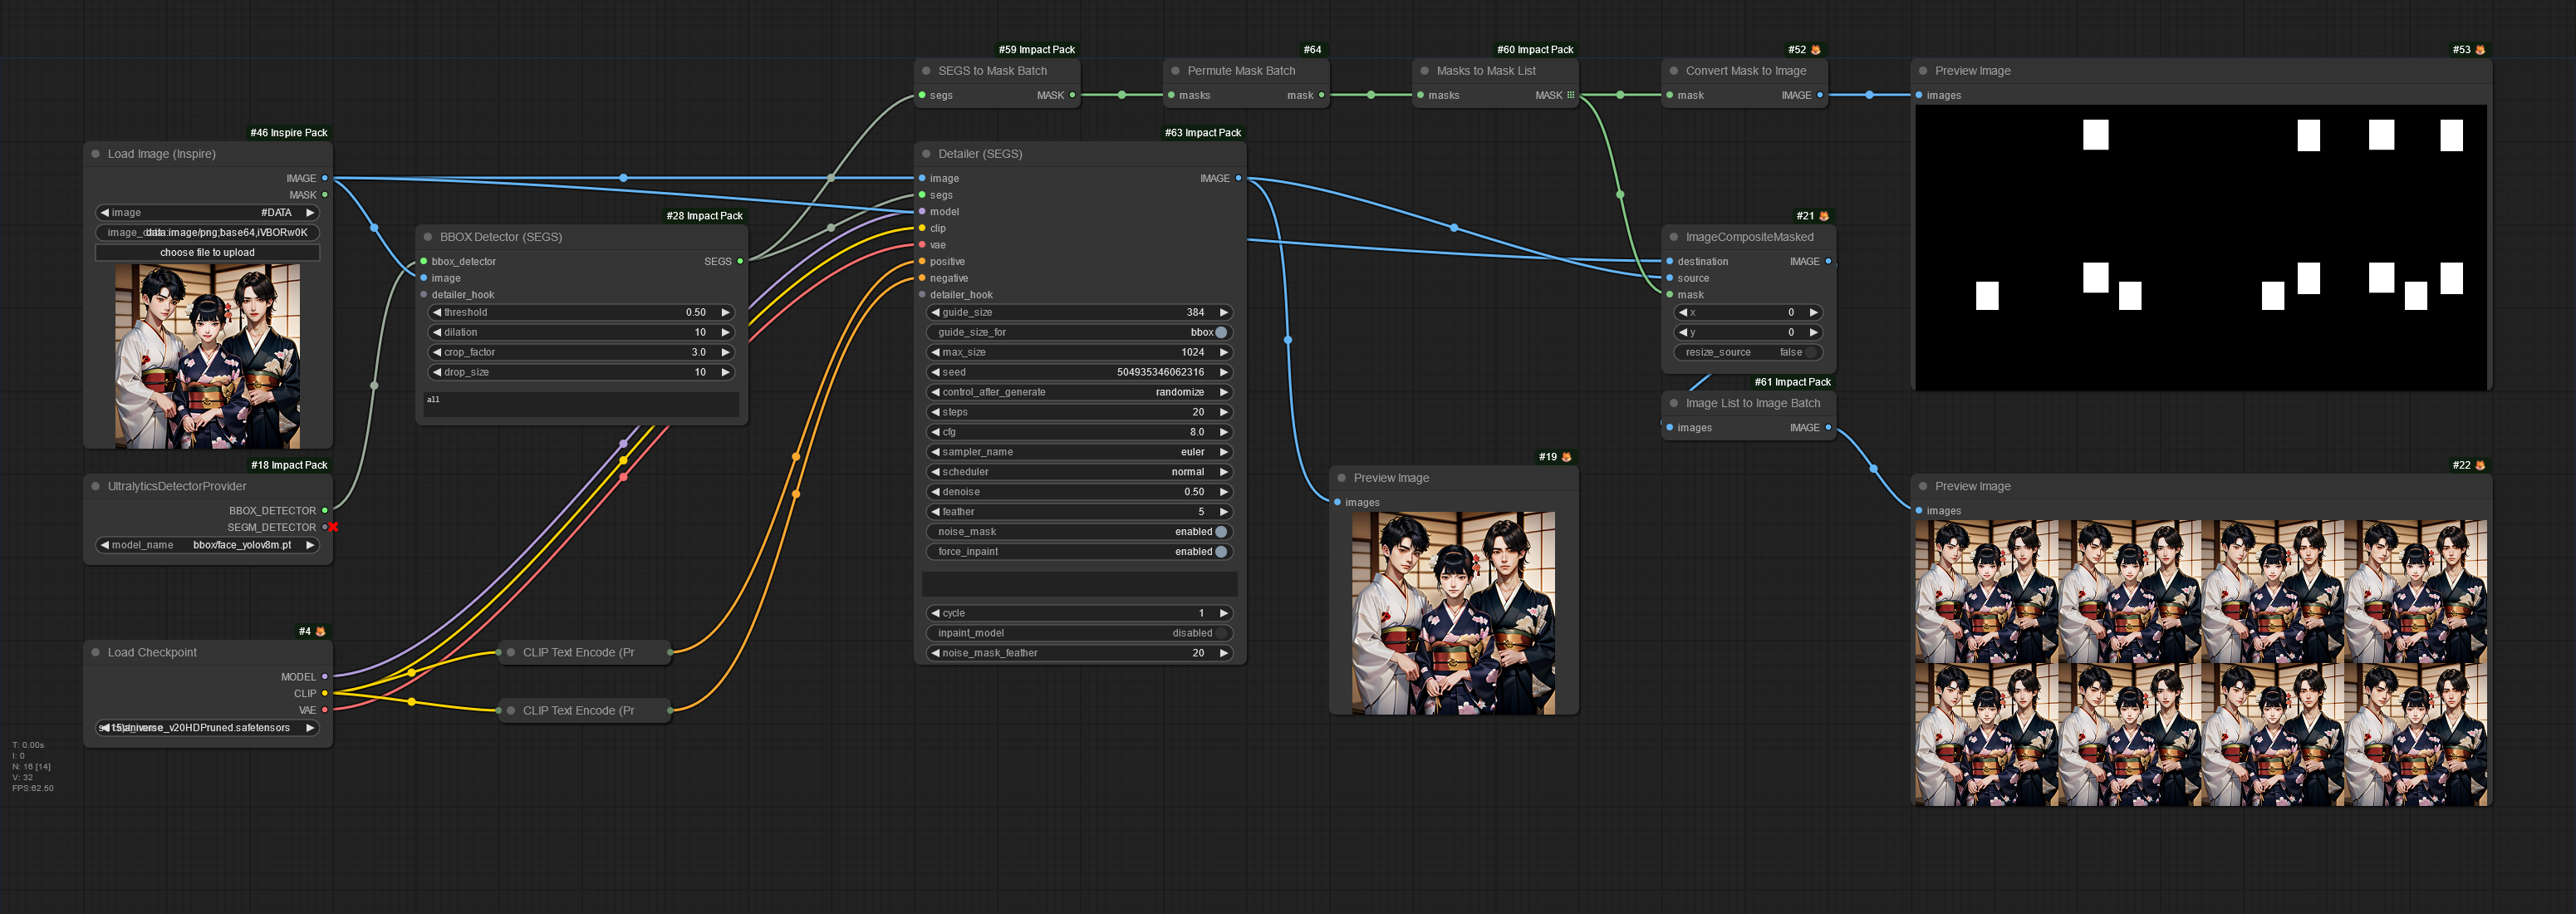 #59 Impact Pack
SEGS to Mask Batch
segs
MASK
#64
Permute Mask Batch
masks
mask
#60 Impact Pack
Masks to Mask List
masks
MASK
#52
Convert Mask to Image
mask
IMAGE
#53
Preview Image
images
#46 Inspire Pack
Load Image (Inspire)
IMAGE
MASK
image #DATA
data:image/png;base64,iVBORw0K
choose file to upload
#28 Impact Pack
BBOX Detector (SEGS)
bbox_detector
SEGS
image
detailer_hook
threshold 0.50
dilation 10
crop_factor 3.0
drop_size 10
all
#18 Impact Pack
UltralyticsDetectorProvider
BBOX_DETECTOR
SEGM_DETECTOR
model_name bbox/face_yolov8m.pt
#4
Load Checkpoint
MODEL
CLIP
VAE
CLIP Text Encode (Pr
CLIP Text Encode (Pr
#63 Impact Pack
Detailer (SEGS)
image
IMAGE
segs
model
clip
vae
positive
negative
detailer_hook
guide_size 384
guide_size_for bbox
max_size 1024
seed 504935346062316
control_after_generate randomize
steps 20
cfg 8.0
sampler_name euler
scheduler normal
denoise 0.50
feather 5
noise_mask enabled
force_inpaint enabled
cycle 1
inpaint_model disabled
noise_mask_feather 20
#21
ImageCompositeMasked
destination
IMAGE
source
mask
x 0
y 0
resize_source false
#61 Impact Pack
Image List to Image Batch
images
IMAGE
#19
Preview Image
images
#22
Preview Image
images
T: 0.00s
I: 0
N: 16 [14]
V: 32
FPS:62.50